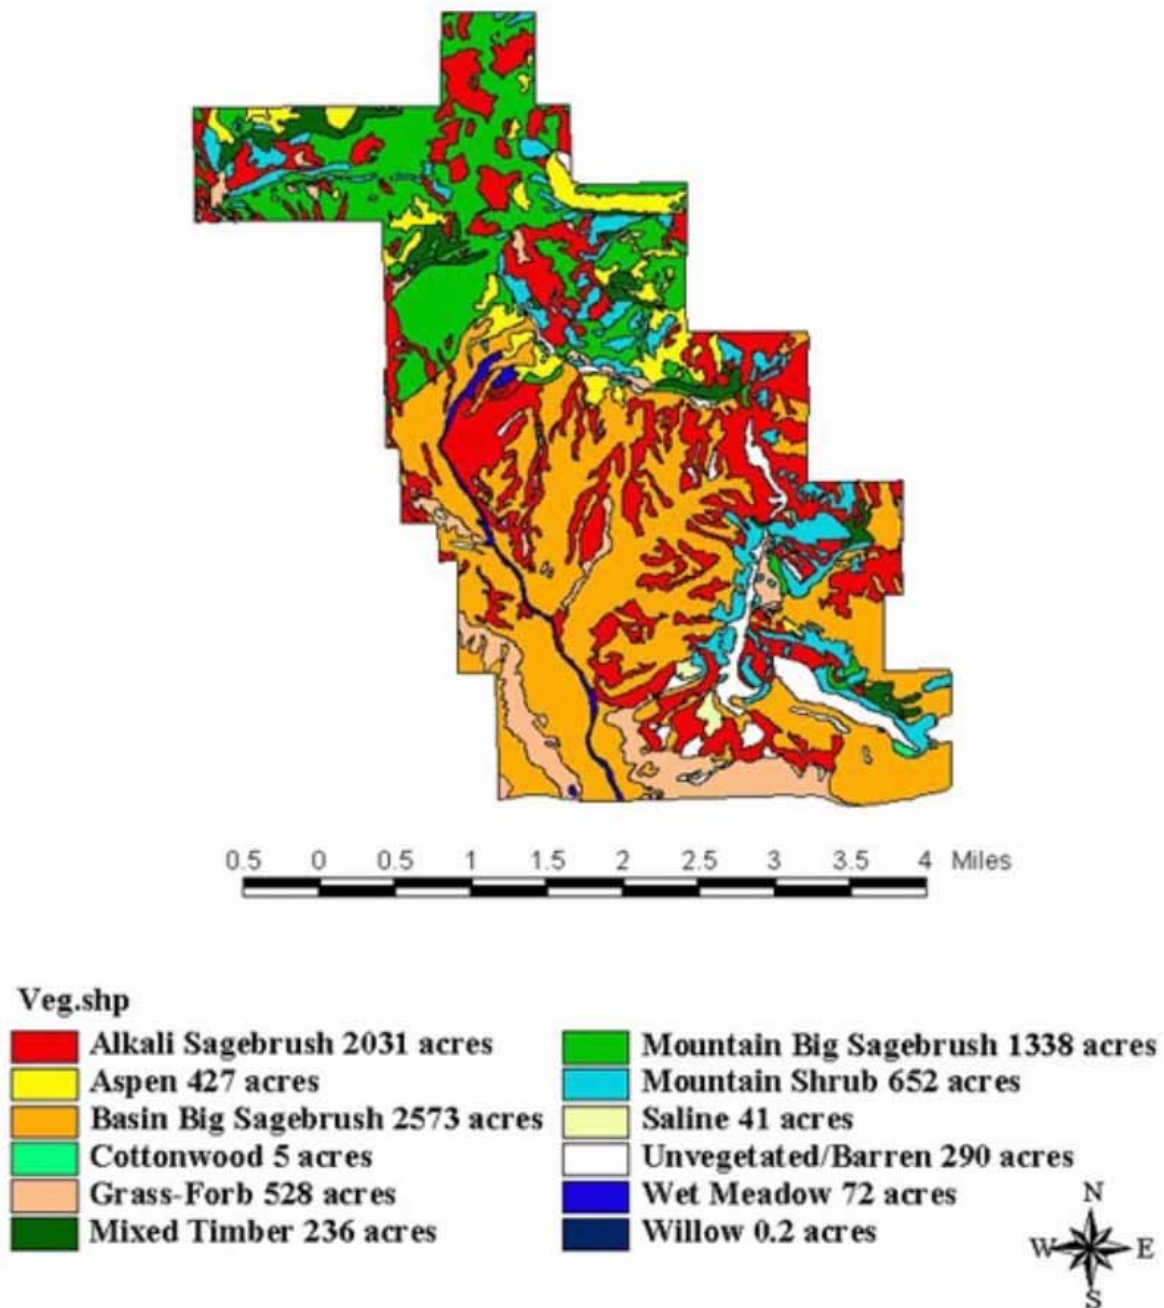 0.5 0 0.5 1 1.5 2 2.5 3 3.5 4 Miles
Veg.shp
Alkali Sagebrush 2031 acres
Aspen 427 acres
Basin Big Sagebrush 2573 acres
Cottonwood 5 acres
Grass-Forb 528 acres
Mixed Timber 236 acres
Mountain Big Sagebrush 1338 acres
Mountain Shrub 652 acres
Saline 41 acres
Unvegetated/Barren 290 acres
Wet Meadow 72 acres
Willow 0.2 acres
N
W E
S